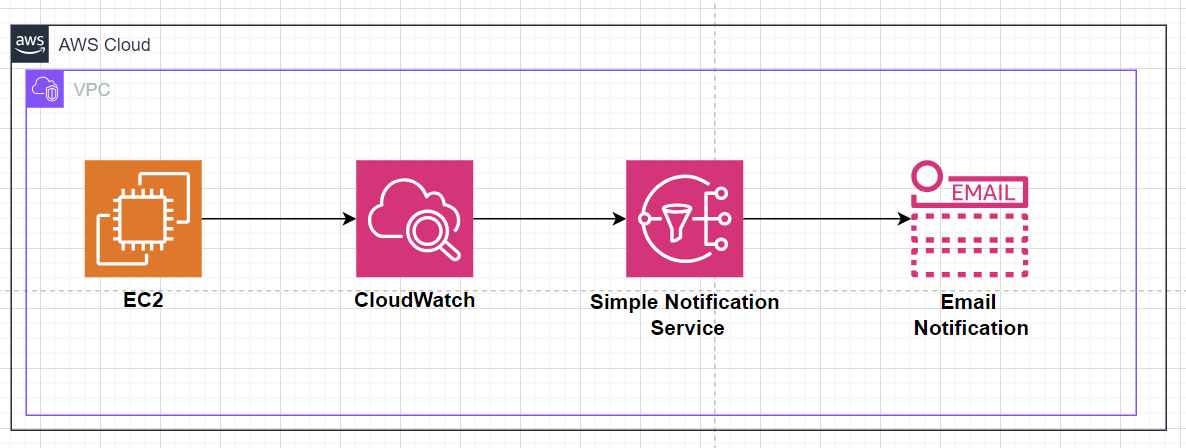 aws
AWS Cloud
VPC
EMAIL
EC2
CloudWatch
Simple Notification
Service
Email
Notification